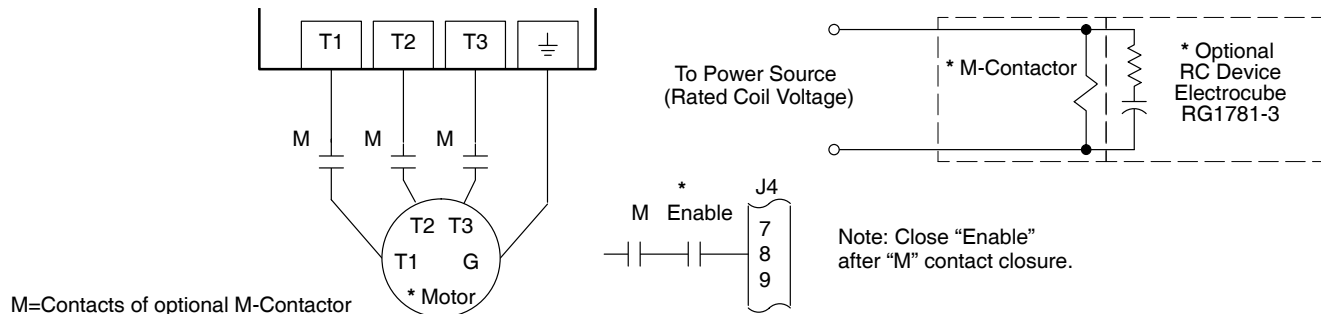 T1 T2 T3
M M M
T2 T3
T1 G
* Motor
M=Contacts of optional M-Contactor
To Power Source
(Rated Coil Voltage)
* M-Contactor
* Optional
RC Device
Electrocube
RG1781-3
*
M Enable
J4
7
8
9
Note: Close “Enable”
after “M” contact closure.